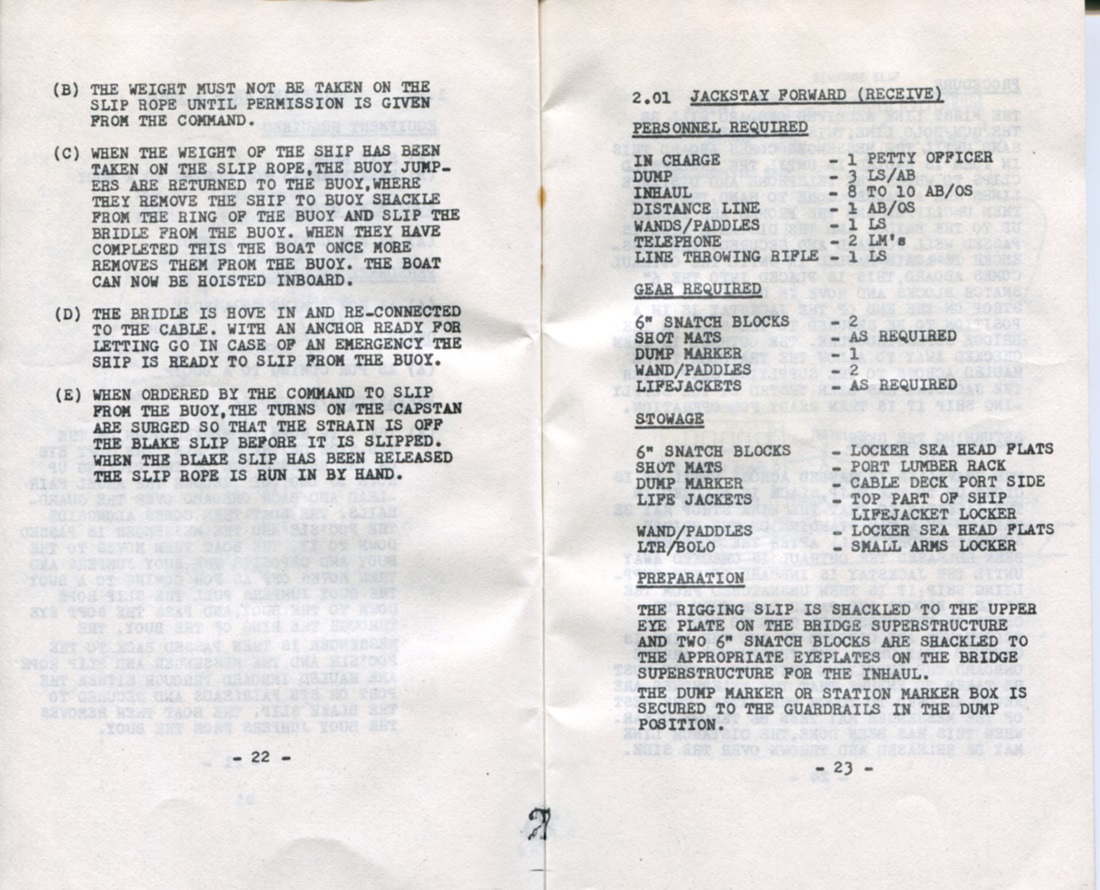 (B) THE WEIGHT MUST NOT BE TAKEN ON THE
SLIP ROPE UNTIL PERMISSION IS GIVEN
FROM THE COMMAND.
(C) WHEN THE WEIGHT OF THE SHIP HAS BEEN
TAKEN ON THE SLIP ROPE,THE BUOY JUMP-
ERS ARE RETURNED TO THE BUOY,WHERE
THEY REMOVE THE SHIP TO BUOY SHACKLE
FROM THE RING OF THE BUOY AND SLIP THE
BRIDLE FROM THE BUOY. WHEN THEY HAVE
COMPLETED THIS THE BOAT ONCE MORE
REMOVES THEM FROM THE BUOY. THE BOAT
CAN NOW BE HOISTED INBOARD.
(D) THE BRIDLE IS HOVE IN AND RE-CONNECTED
TO THE CABLE. WITH AN ANCHOR READY FOR
LETTING GO IN CASE OF AN EMERGENCY THE
SHIP IS READY TO SLIP FROM THE BUOY.
(E) WHEN ORDERED BY THE COMMAND TO SLIP
FROM THE BUOY,THE TURNS ON THE CAPSTAN
ARE SURGED SO THAT THE STRAIN IS OFF
THE BLAKE SLIP BEFORE IT IS SLIPPED.
WHEN THE BLAKE SLIP HAS BEEN RELEASED
THE SLIP ROPE IS RUN IN BY HAND.
- 22 -
2.01 JACKSTAY FORWARD (RECEIVE)
PERSONNEL REQUIRED
IN CHARGE - 1 PETTY OFFICER
DUMP - 3 LS/AB
INHAUL - 8 TO 10 AB/OS
DISTANCE LINE - 1 AB/OS
WANDS/PADDLES - 1 LS
TELEPHONE - 2 LM's
LINE THROWING RIFLE - 1 LS
GEAR REQUIRED
6" SNATCH BLOCKS - 2
SHOT MATS - AS REQUIRED
DUMP MARKER - 1
WAND/PADDLES - 2
LIFEJACKETS - AS REQUIRED
STOWAGE
6" SNATCH BLOCKS - LOCKER SEA HEAD FLATS
SHOT MATS - PORT LUMBER RACK
DUMP MARKER - CABLE DECK PORT SIDE
LIFE JACKETS - TOP PART OF SHIP
LIFEJACKET LOCKER
WAND/PADDLES - LOCKER SEA HEAD FLATS
LTR/BOLO - SMALL ARMS LOCKER
PREPARATION
THE RIGGING SLIP IS SHACKLED TO THE UPPER
EYE PLATE ON THE BRIDGE SUPERSTRUCTURE
AND TWO 6" SNATCH BLOCKS ARE SHACKLED TO
THE APPROPRIATE EYEPLATES ON THE BRIDGE
SUPERSTRUCTURE FOR THE INHAUL.
THE DUMP MARKER OR STATION MARKER BOX IS
SECURED TO THE GUARDRAILS IN THE DUMP
POSITION.
- 23 -